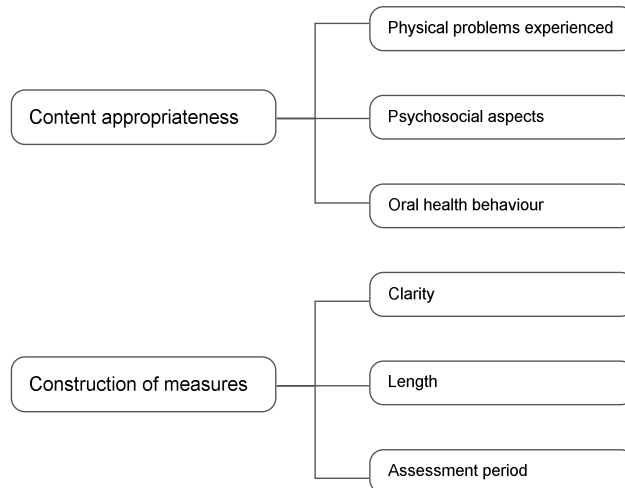 Content appropriateness
Physical problems experienced
Psychosocial aspects
Oral health behaviour
Construction of measures
Clarity
Length
Assessment period